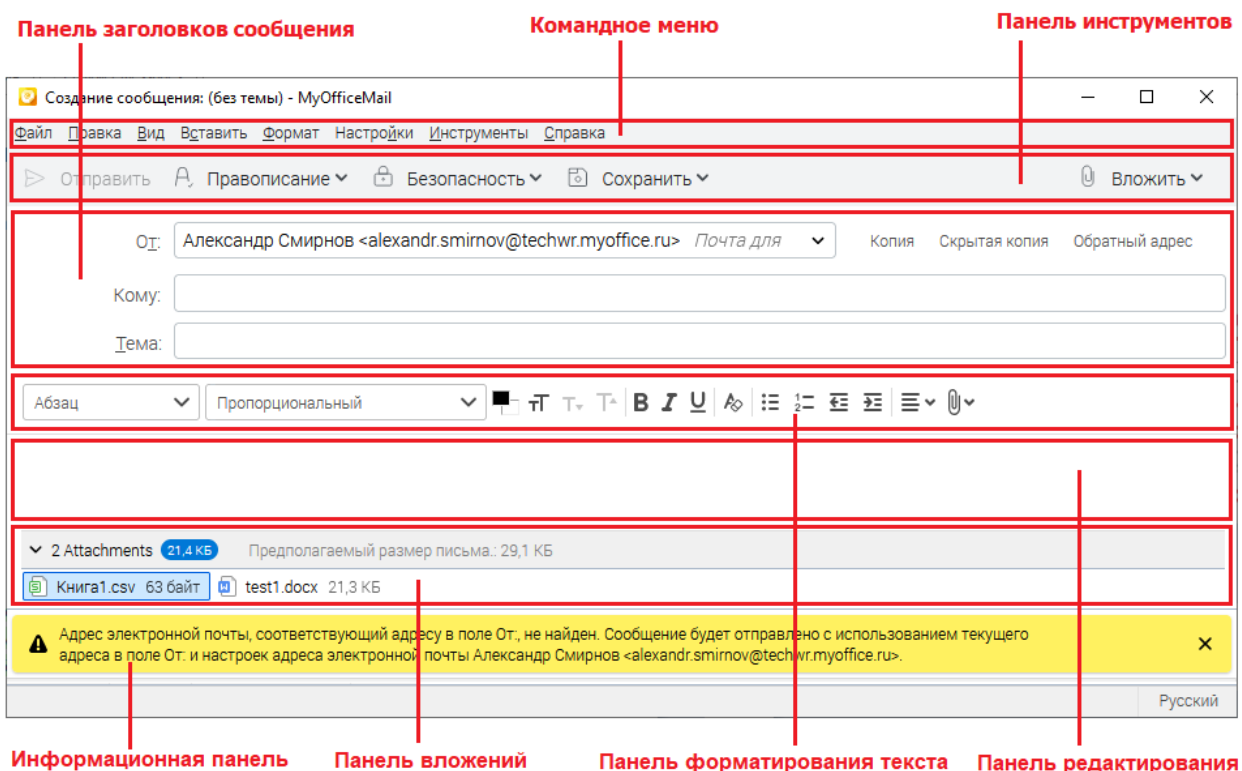 Панель заголовков сообщения
Командное меню
Панель инструментов
Создание сообщения: (без темы) - MyOfficeMail
Файл Правка Вид Вставить Формат Настройки Инструменты Справка
Отправить Правописание Безопасность Сохранить Вложить
От: Александр Смирнов <alexandr.smirnov@techwr.myoffice.ru> Почта для Копия Скрытая копия Обратный адрес
Кому:
Тема:
Абзац Пропорциональный B I U
2 Attachments 21,4 КБ Предполагаемый размер письма.: 29,1 КБ
Книга1.csv 63 байт test1.docx 21,3 КБ
Адрес электронной почты, соответствующий адресу в поле От:, не найден. Сообщение будет отправлено с использованием текущего
адреса в поле От: и настроек адреса электронной почты Александр Смирнов <alexandr.smirnov@techwr.myoffice.ru>.
Русский
Информационная панель
Панель вложений
Панель форматирования текста
Панель редактирования